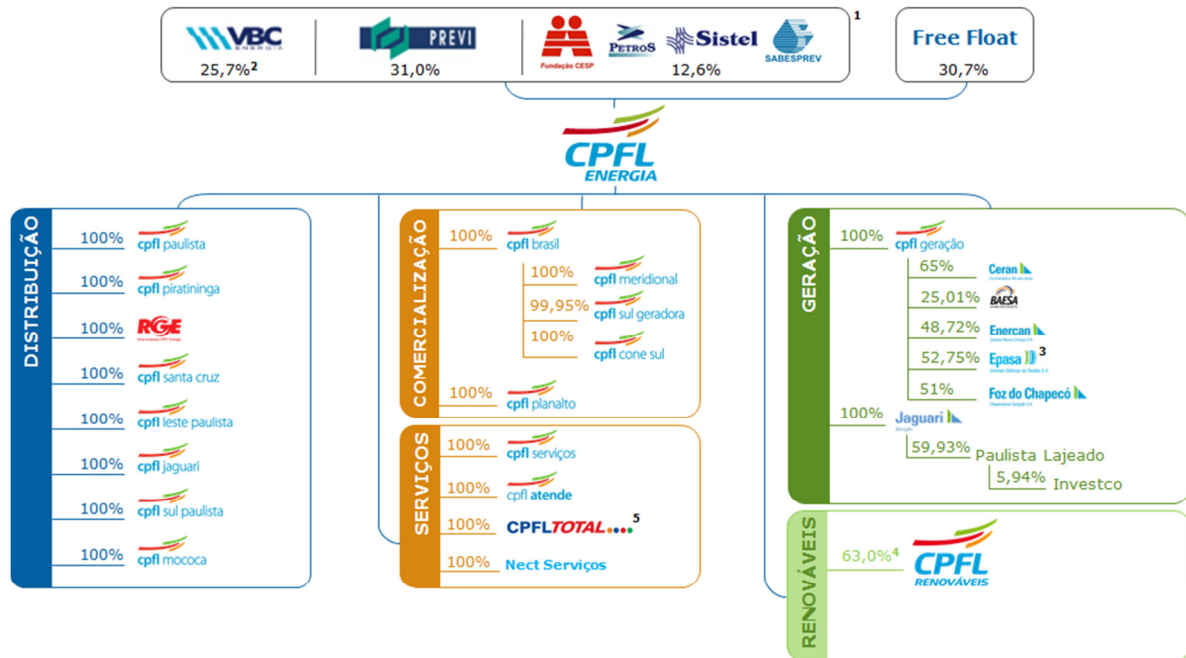 VBC
ENERGIA
25,7%²
PREVI
31,0%
Fundação CESP
PETROS
Sistel
SABESPREV
1
12,6%
Free Float
30,7%
CPFL
ENERGIA
DISTRIBUIÇÃO
100% cpfl paulista
100% cpfl piratininga
100% RGE
100% cpfl santa cruz
100% cpfl leste paulista
100% cpfl jaguari
100% cpfl sul paulista
100% cpfl mococa
COMERCIALIZAÇÃO
100% cpfl brasil
100% cpfl meridional
99,95% cpfl sul geradora
100% cpfl cone sul
100% cpfl planalto
SERVIÇOS
100% cpfl serviços
100% cpfl atende
100% CPFLTOTAL 5
100% Nect Serviços
GERAÇÃO
100% cpfl geração
65% Ceran
25,01% BAESA
48,72% Enercan
52,75% Epasa 3
51% Foz do Chapecó
100% Jaguari
Geração
59,93% Paulista Lajeado
5,94% Investco
RENOVÁVEIS
63,0%⁴ CPFL
RENOVÁVEIS